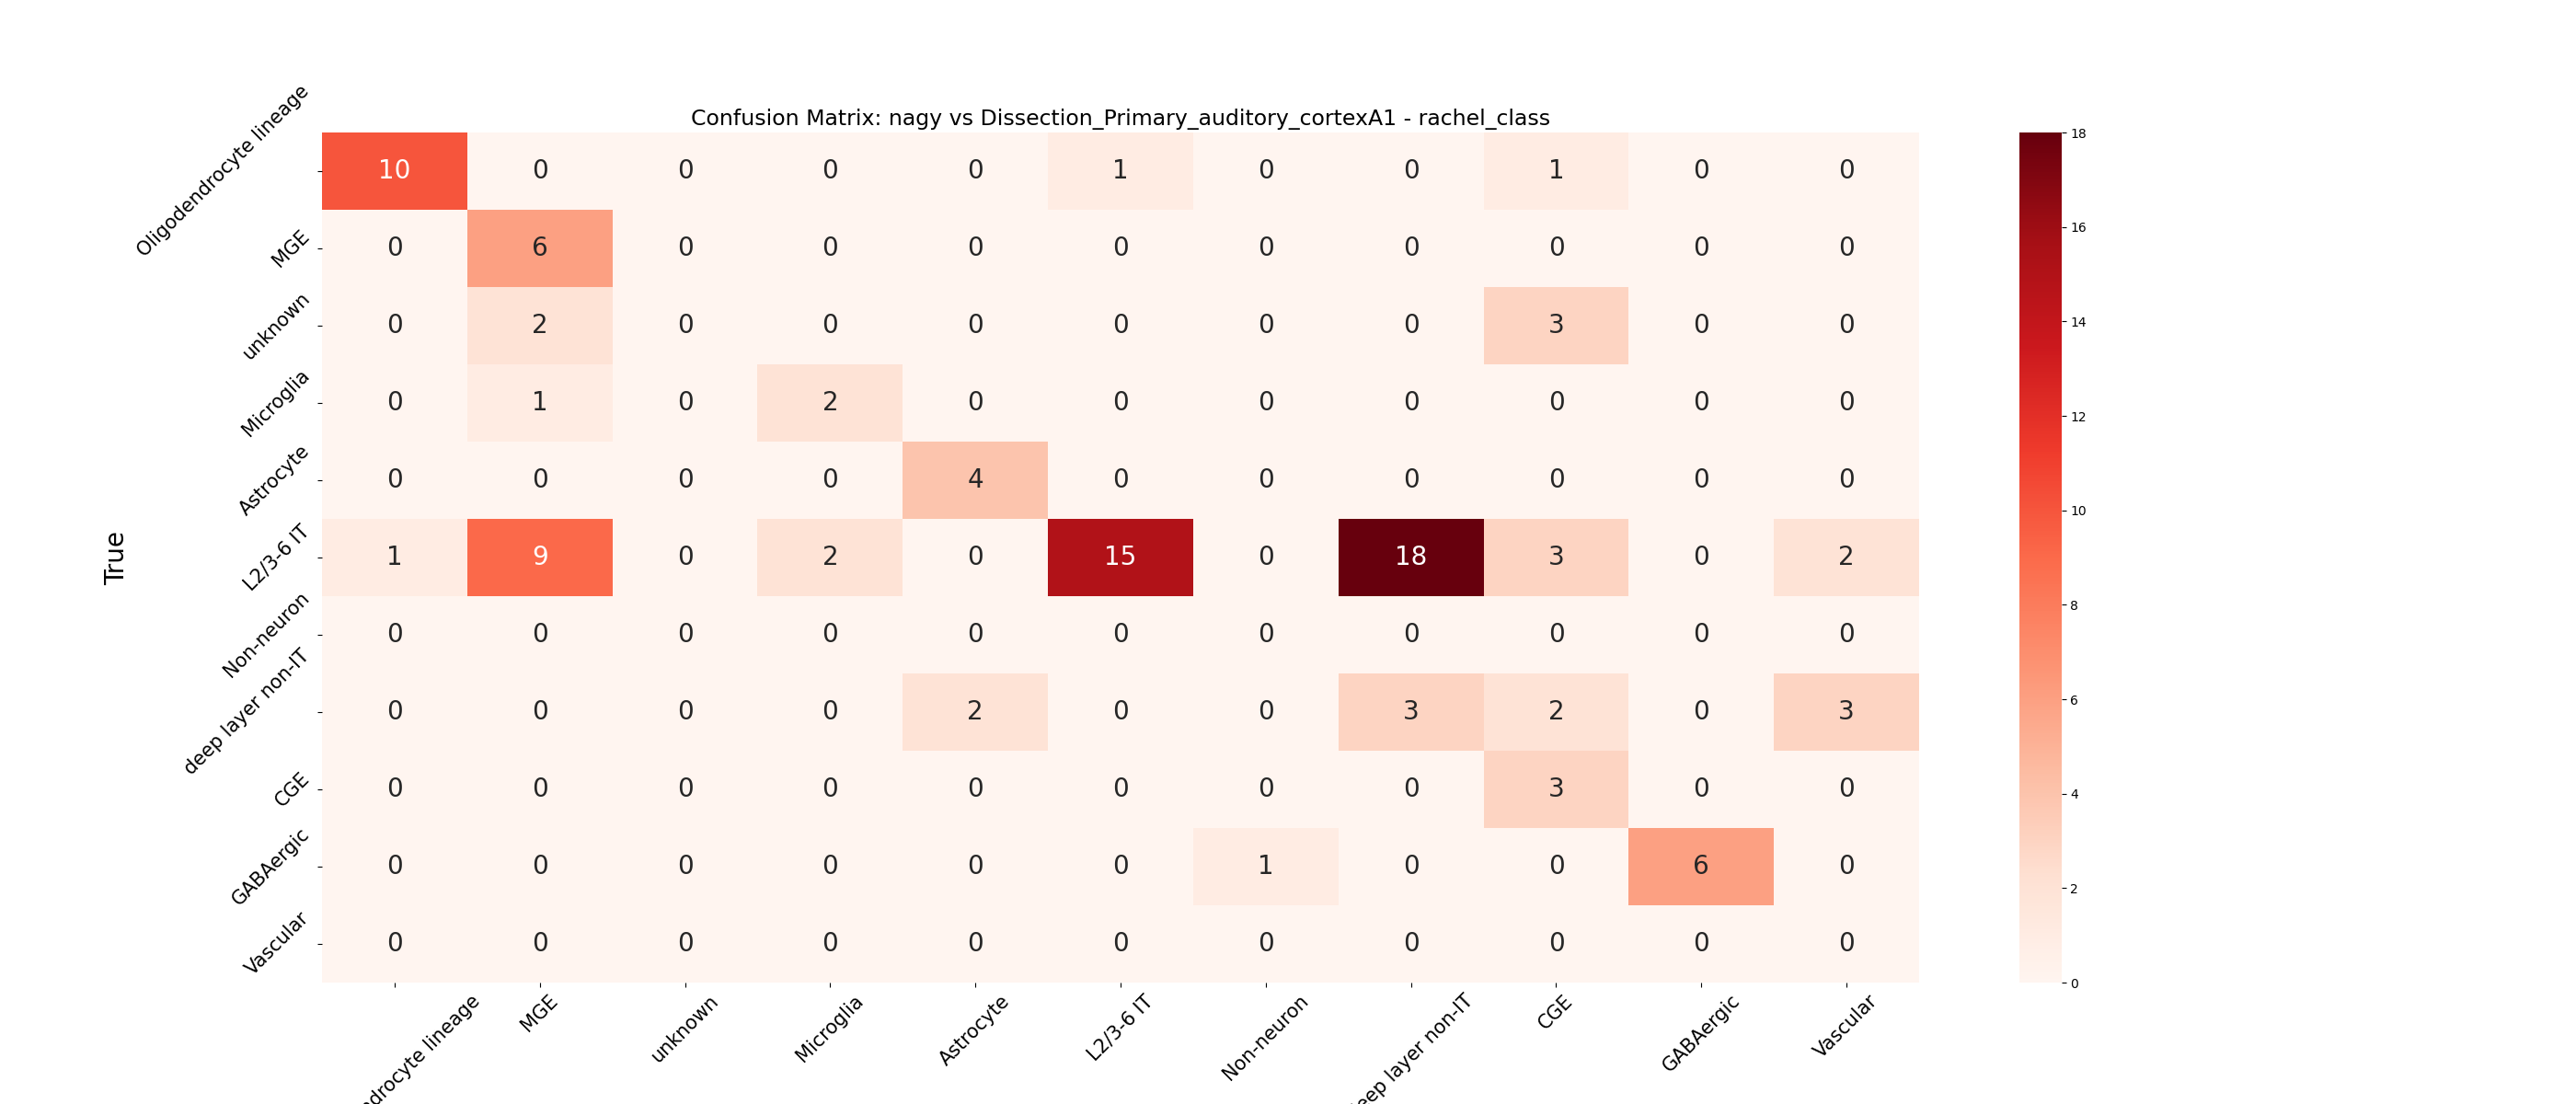 Confusion Matrix: nagy vs Dissection_Primary_auditory_cortexA1 - rachel_class
Oligodendrocyte lineage 10 0 0 0 0 1 0 0 1 0 0
MGE 0 6 0 0 0 0 0 0 0 0 0
unknown 0 2 0 0 0 0 0 0 3 0 0
Microglia 0 1 0 2 0 0 0 0 0 0 0
Astrocyte 0 0 0 0 4 0 0 0 0 0 0
L2/3-6 IT 1 9 0 2 0 15 0 18 3 0 2
Non-neuron 0 0 0 0 0 0 0 0 0 0 0
deep layer non-IT 0 0 0 0 2 0 0 3 2 0 3
CGE 0 0 0 0 0 0 0 0 3 0 0
GABAergic 0 0 0 0 0 0 1 0 0 6 0
Vascular 0 0 0 0 0 0 0 0 0 0 0
True
ndrocyte lineage MGE unknown Microglia Astrocyte L2/3-6 IT Non-neuron eep layer non-IT CGE GABAergic Vascular
18
16
14
12
10
8
6
4
2
0